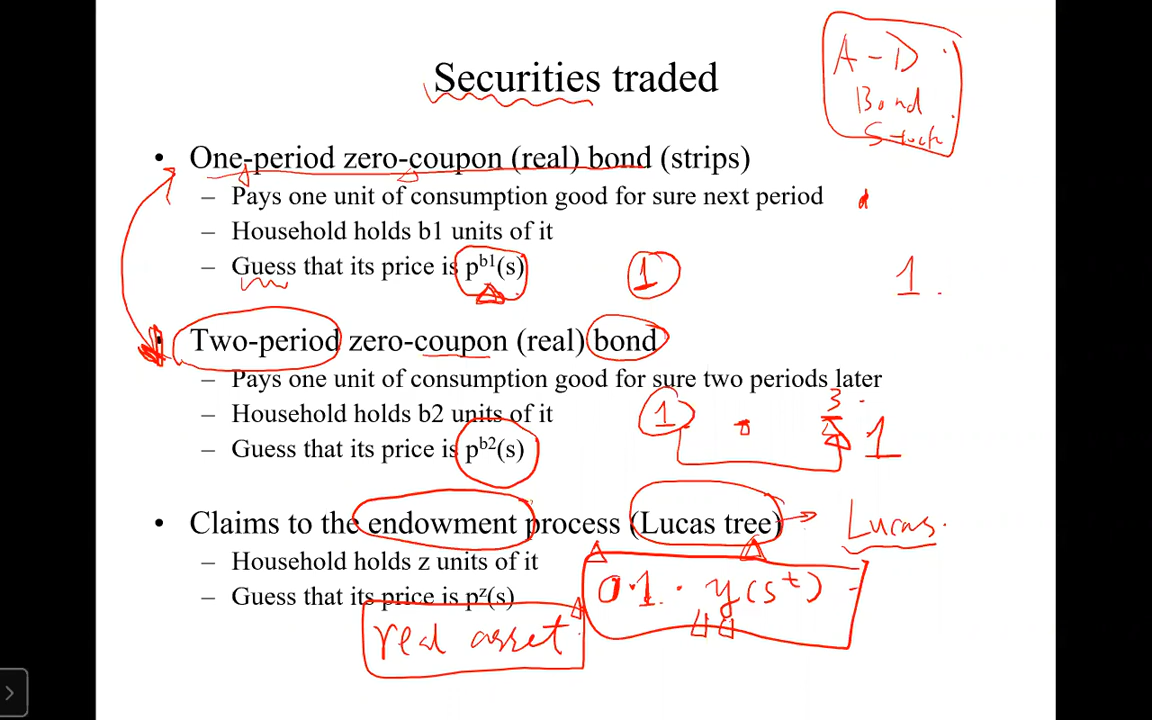 A-D
Bond
Stock
Securities traded
• One-period zero-coupon (real) bond (strips)
– Pays one unit of consumption good for sure next period
– Household holds b1 units of it
– Guess that its price is p^b1(s)
1
1.
• Two-period zero-coupon (real) bond
– Pays one unit of consumption good for sure two periods later
3
– Household holds b2 units of it
1
1
– Guess that its price is p^b2(s)
• Claims to the endowment process (Lucas tree)
Lucas.
– Household holds z units of it
– Guess that its price is p^z(s)
0.1. y(s^t)
real asset